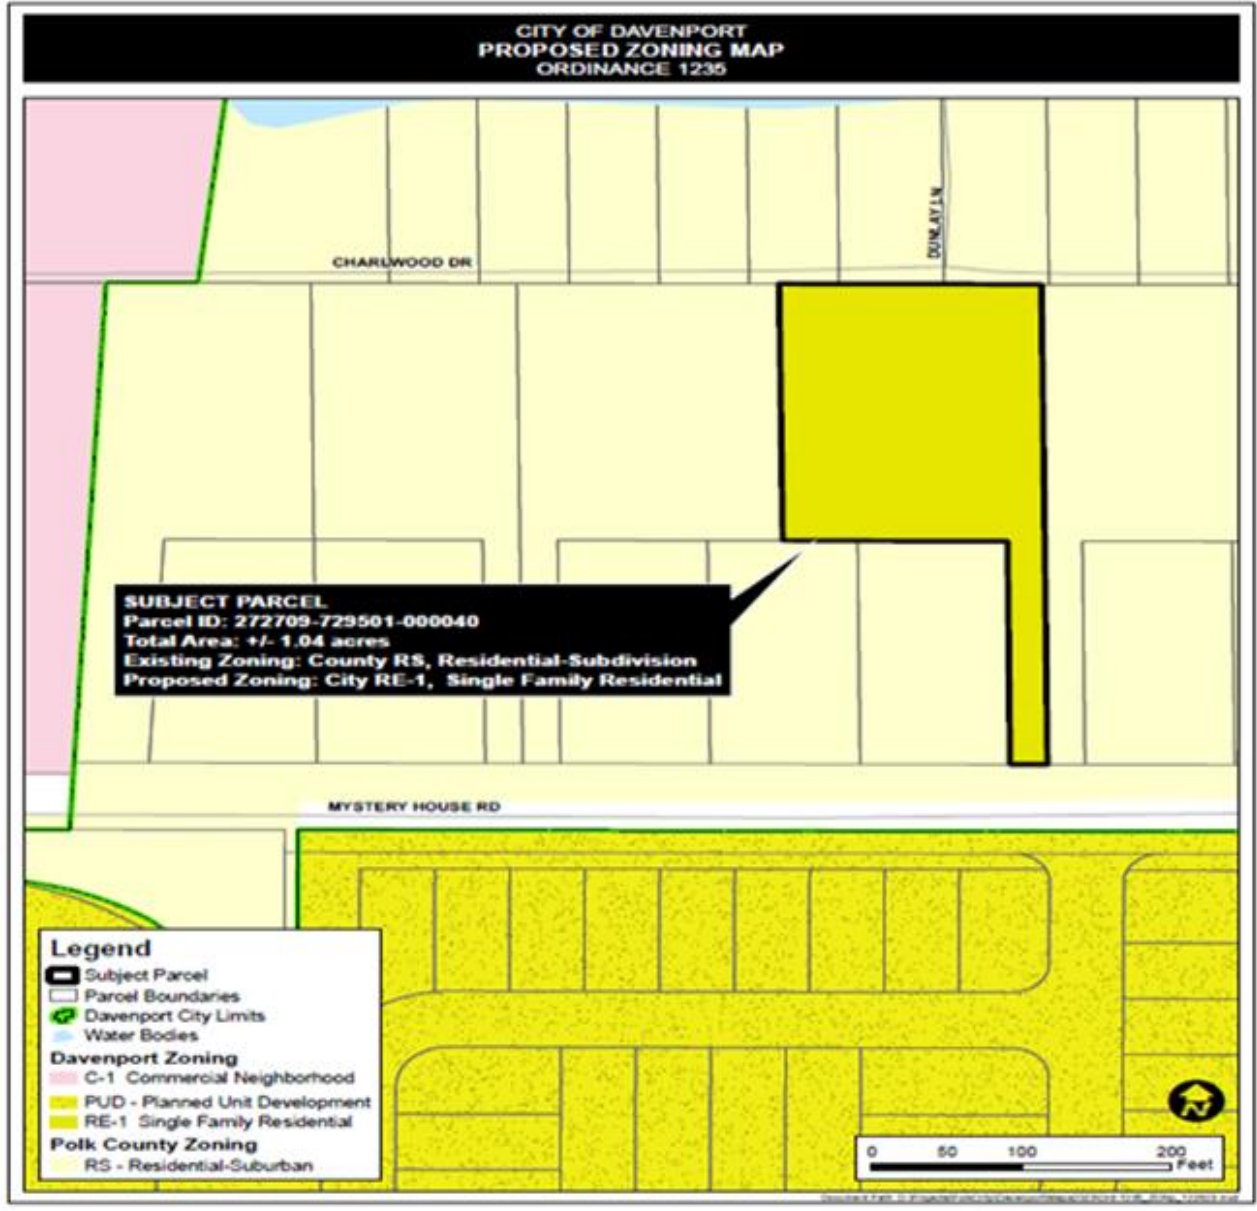 CITY OF DAVENPORT
PROPOSED ZONING MAP
ORDINANCE 1235
DUNLAY LN
CHARLWOOD DR
SUBJECT PARCEL
Parcel ID: 272709-729501-000040
Total Area: +/- 1.04 acres
Existing Zoning: County RS, Residential-Subdivision
Proposed Zoning: City RE-1, Single Family Residential
MYSTERY HOUSE RD
Legend
Subject Parcel
Parcel Boundaries
Davenport City Limits
Water Bodies
Davenport Zoning
C-1 Commercial Neighborhood
PUD - Planned Unit Development
RE-1 Single Family Residential
Polk County Zoning
RS - Residential-Suburban
N
0 50 100 200
Feet